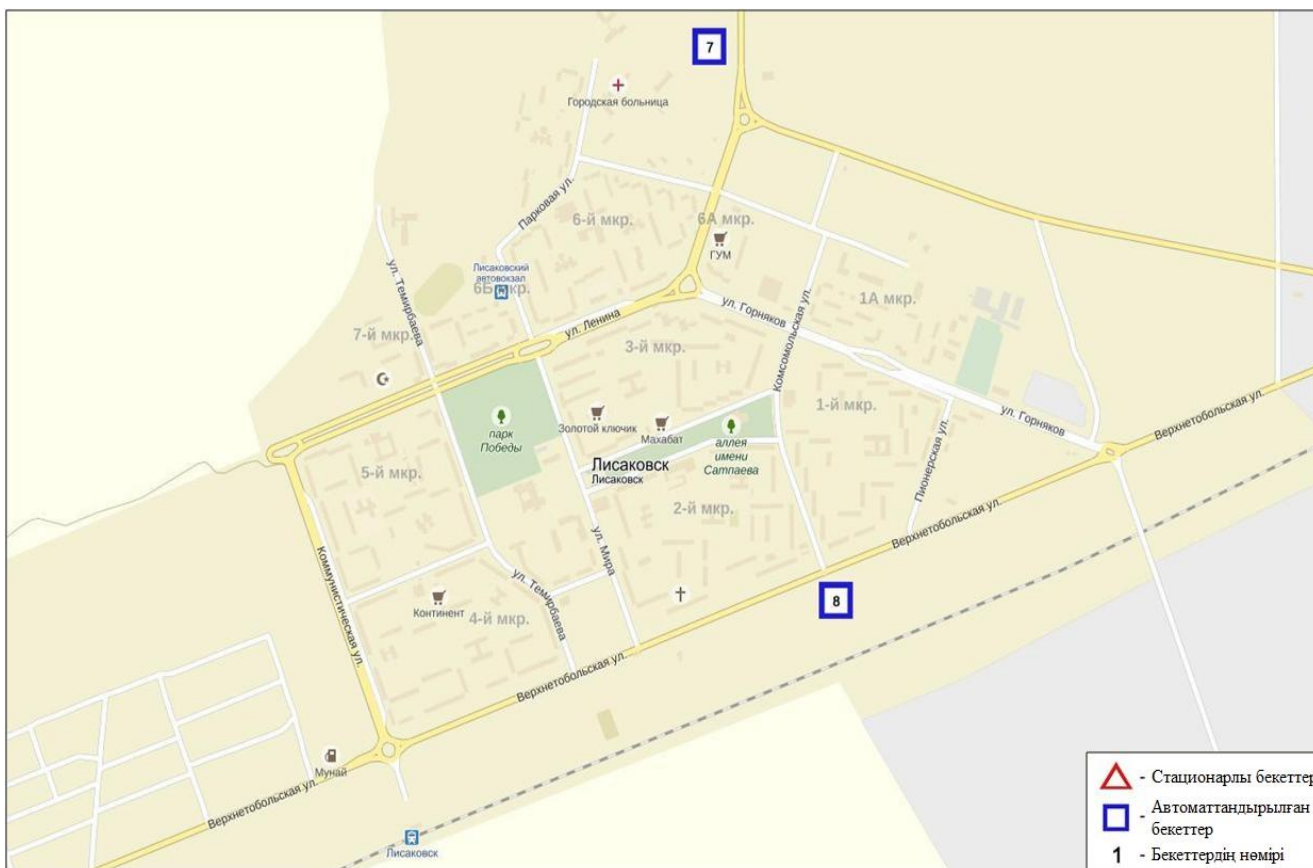 7
Городская больница
Парковая ул.
6-й мкр.
6А мкр.
ГУМ
ул. Темирбаева
Лисаковский
автовокзал
6Б мкр.
ул. Горняков
Комсомольская ул.
1А мкр.
7-й мкр.
ул. Ленина
3-й мкр.
парк
Победы
Золотой ключик
Махабат
аллея
имени
Сатпаева
1-й мкр.
ул. Горняков
Верхнетобольская ул.
Пионерская ул.
Лисаковск
Лисаковск
5-й мкр.
2-й мкр.
Верхнетобольская ул.
ул. Мира
Коммунистическая ул.
Континент
4-й мкр.
ул. Темирбаева
8
Верхнетобольская ул.
Мунай
Верхнетобольская ул.
Лисаковск
- Стационарлы бекеттер
- Автоматтандырылған
бекеттер
1 - Бекеттердің нөмірі